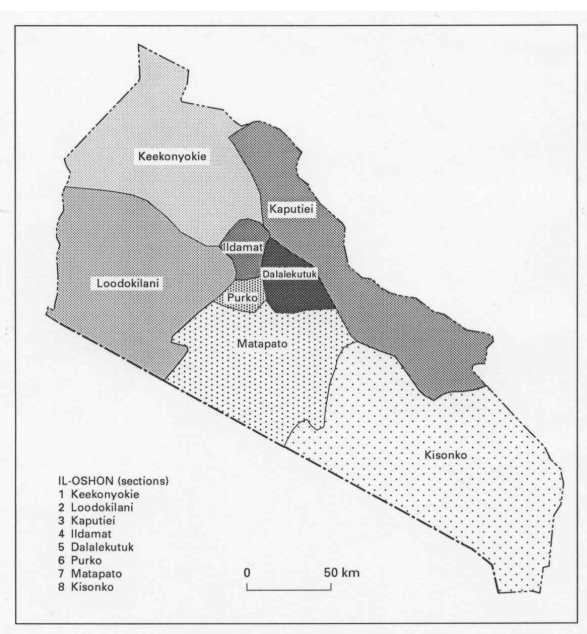 Keekonyokie
Kaputiei
Ildamat
Dalalekutuk
Loodokilani
Purko
Matapato
Kisonko
IL-OSHON (sections)
1 Keekonyokie
2 Loodokilani
3 Kaputiei
4 Ildamat
5 Dalalekutuk
6 Purko
7 Matapato
8 Kisonko
0 50 km